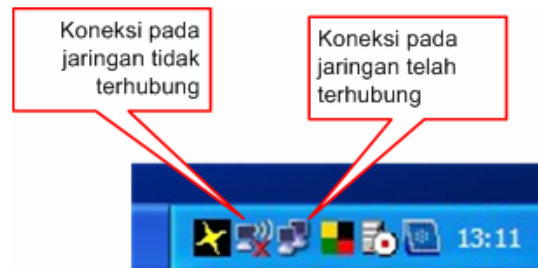 Koneksi pada
jaringan tidak
terhubung
Koneksi pada
jaringan telah
terhubung
13:11